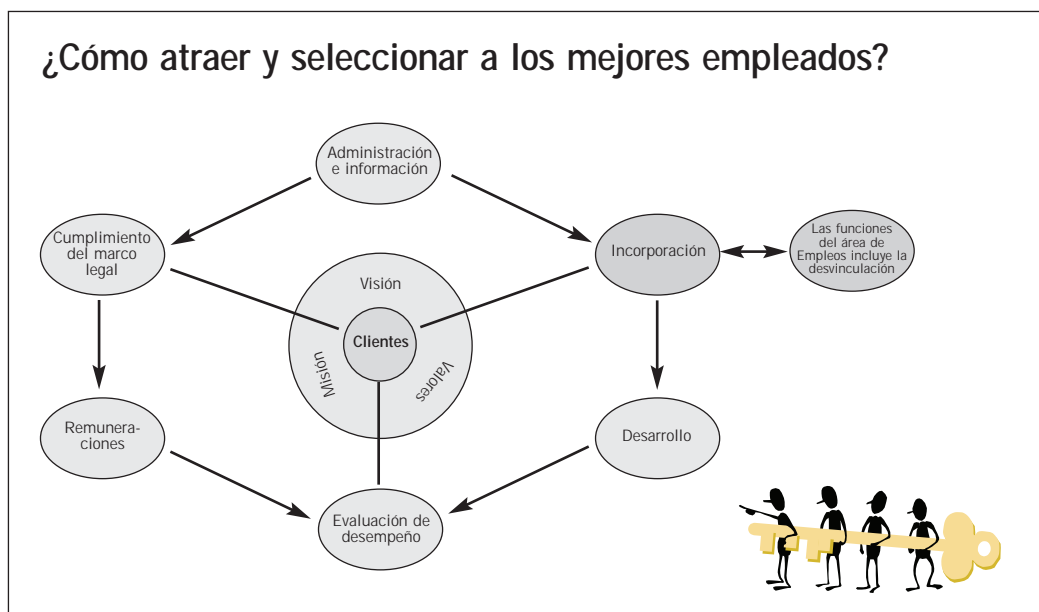 ¿Cómo atraer y seleccionar a los mejores empleados?
Administración
e información
Cumplimiento
del marco
legal
Incorporación
Las funciones
del área de
Empleos incluye la
desvinculación
Visión
Clientes
Misión
Valores
Remunera-
ciones
Desarrollo
Evaluación de
desempeño